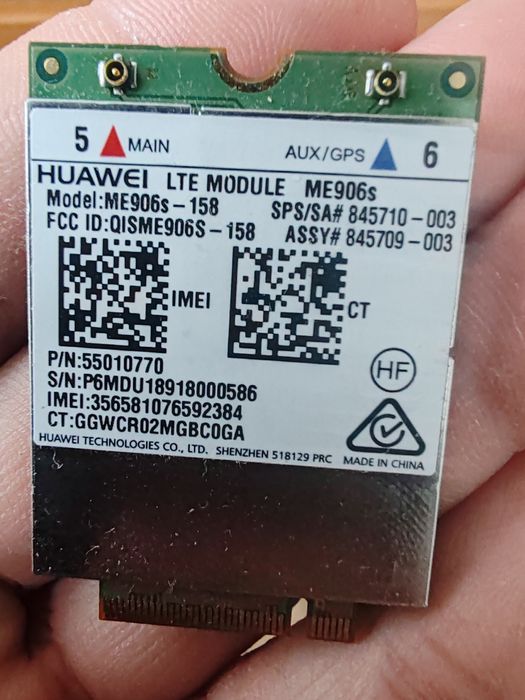 5 MAIN AUX/GPS 6
HUAWEI LTE MODULE ME906s
Model:ME906s-158 SPS/SA# 845710-003
FCC ID:QISME906S-158 ASSY# 845709-003
IMEI CT
P/N:55010770
S/N:P6MDU18918000586
HF
IMEI:356581076592384
CT:GGWCR02MGBC0GA
HUAWEI TECHNOLOGIES CO., LTD. SHENZHEN 518129 PRC MADE IN CHINA